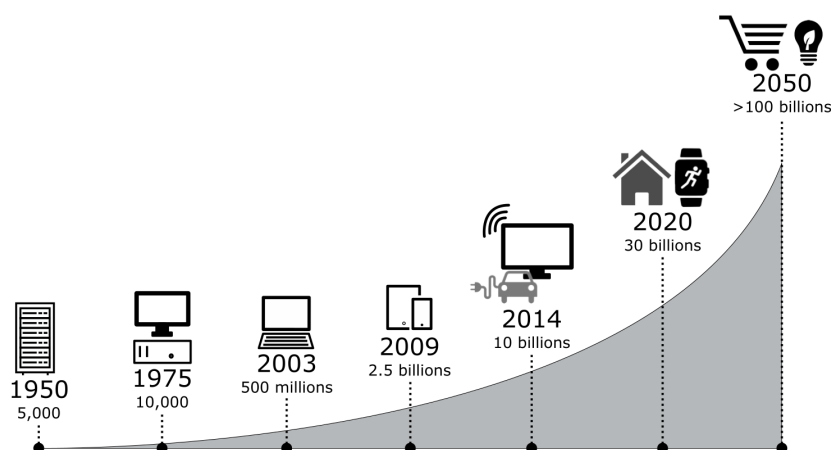 1950
5,000
1975
10,000
2003
500 millions
2009
2.5 billions
2014
10 billions
2020
30 billions
2050
>100 billions